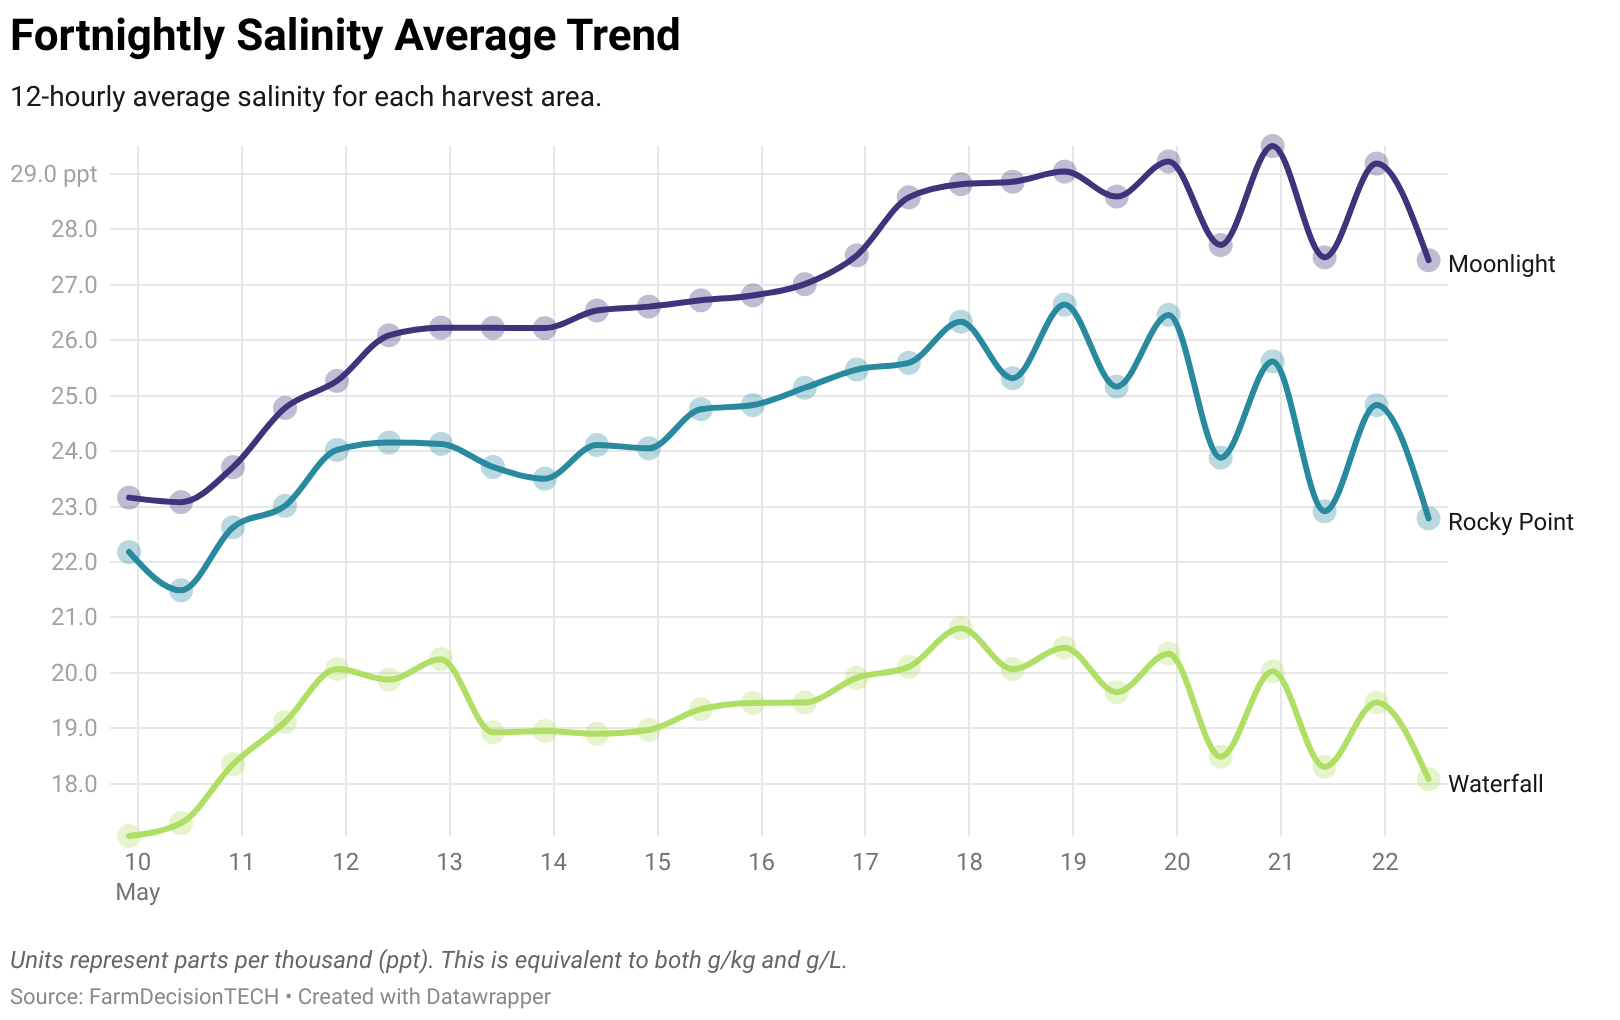 Fortnightly Salinity Average Trend
12-hourly average salinity for each harvest area.
29.0 ppt
28.0
27.0
26.0
25.0
24.0
23.0
22.0
21.0
20.0
19.0
18.0
Moonlight
Rocky Point
Waterfall
10 11 12 13 14 15 16 17 18 19 20 21 22
May
Units represent parts per thousand (ppt). This is equivalent to both g/kg and g/L.
Source: FarmDecisionTECH • Created with Datawrapper